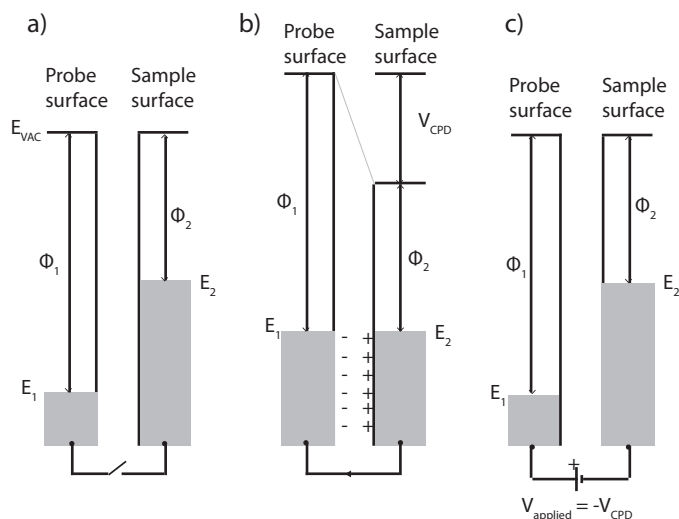 a)
Probe
surface
Sample
surface
E_VAC
Φ_1
Φ_2
E_2
E_1
b)
Probe
surface
Sample
surface
V_CPD
Φ_1
Φ_2
E_1
E_2
- +
- +
- +
- +
- +
- +
c)
Probe
surface
Sample
surface
Φ_2
Φ_1
E_2
E_1
+
V_applied = -V_CPD